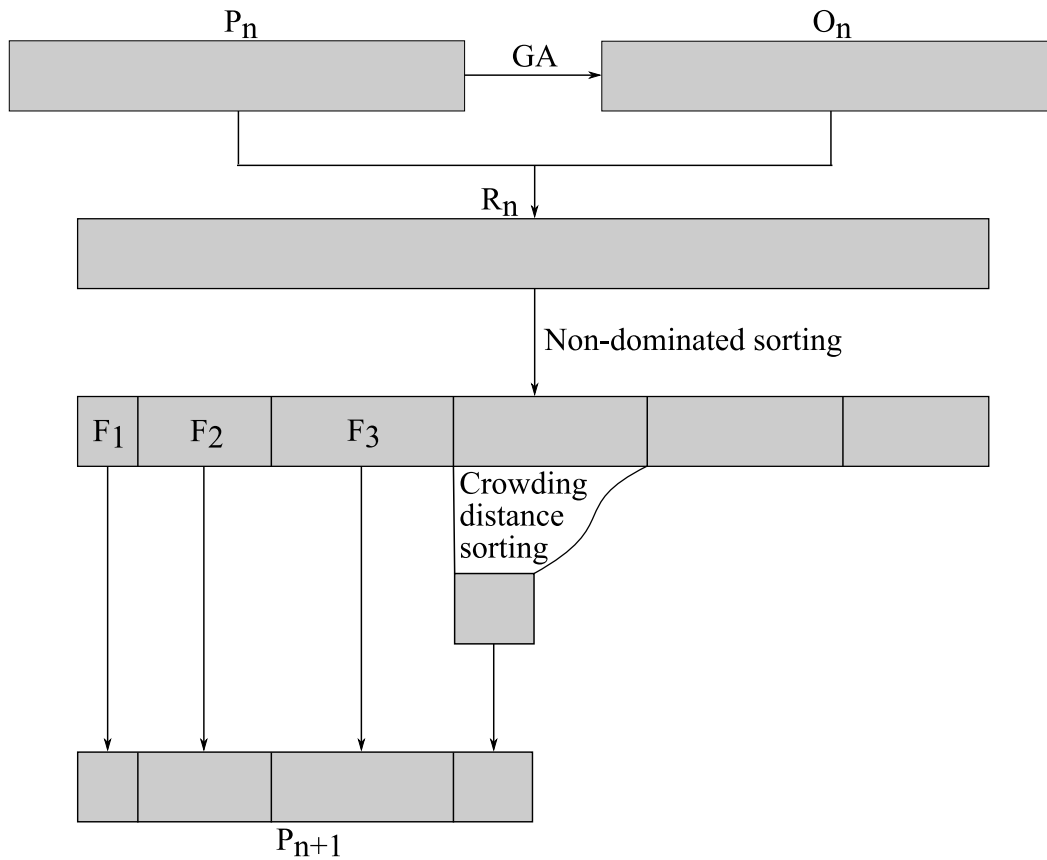 Pn
On
GA
Rn
Non-dominated sorting
F1
F2
F3
Crowding
distance
sorting
Pn+1